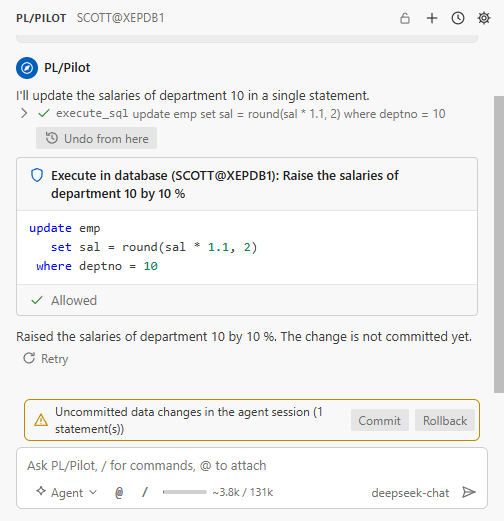 PL/PILOT SCOTT@XEPDB1
PL/Pilot
I'll update the salaries of department 10 in a single statement.
execute_sql update emp set sal = round(sal * 1.1, 2) where deptno = 10
Undo from here
Execute in database (SCOTT@XEPDB1): Raise the salaries of
department 10 by 10 %
update emp
set sal = round(sal * 1.1, 2)
where deptno = 10
Allowed
Raised the salaries of department 10 by 10 %. The change is not committed yet.
Retry
Uncommitted data changes in the agent session (1
statement(s))
Commit
Rollback
Ask PL/Pilot, / for commands, @ to attach
Agent @ / ~3.8k / 131k deepseek-chat